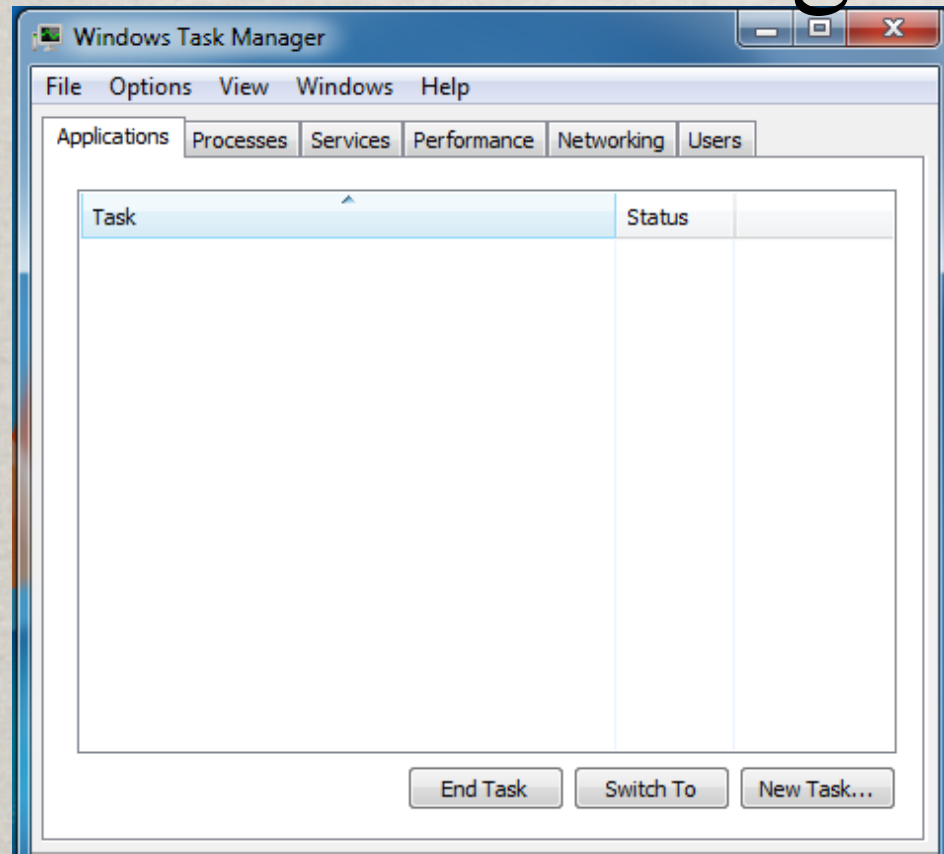 Windows Task Manager
File Options View Windows Help
Applications Processes Services Performance Networking Users
Task Status
End Task Switch To New Task...